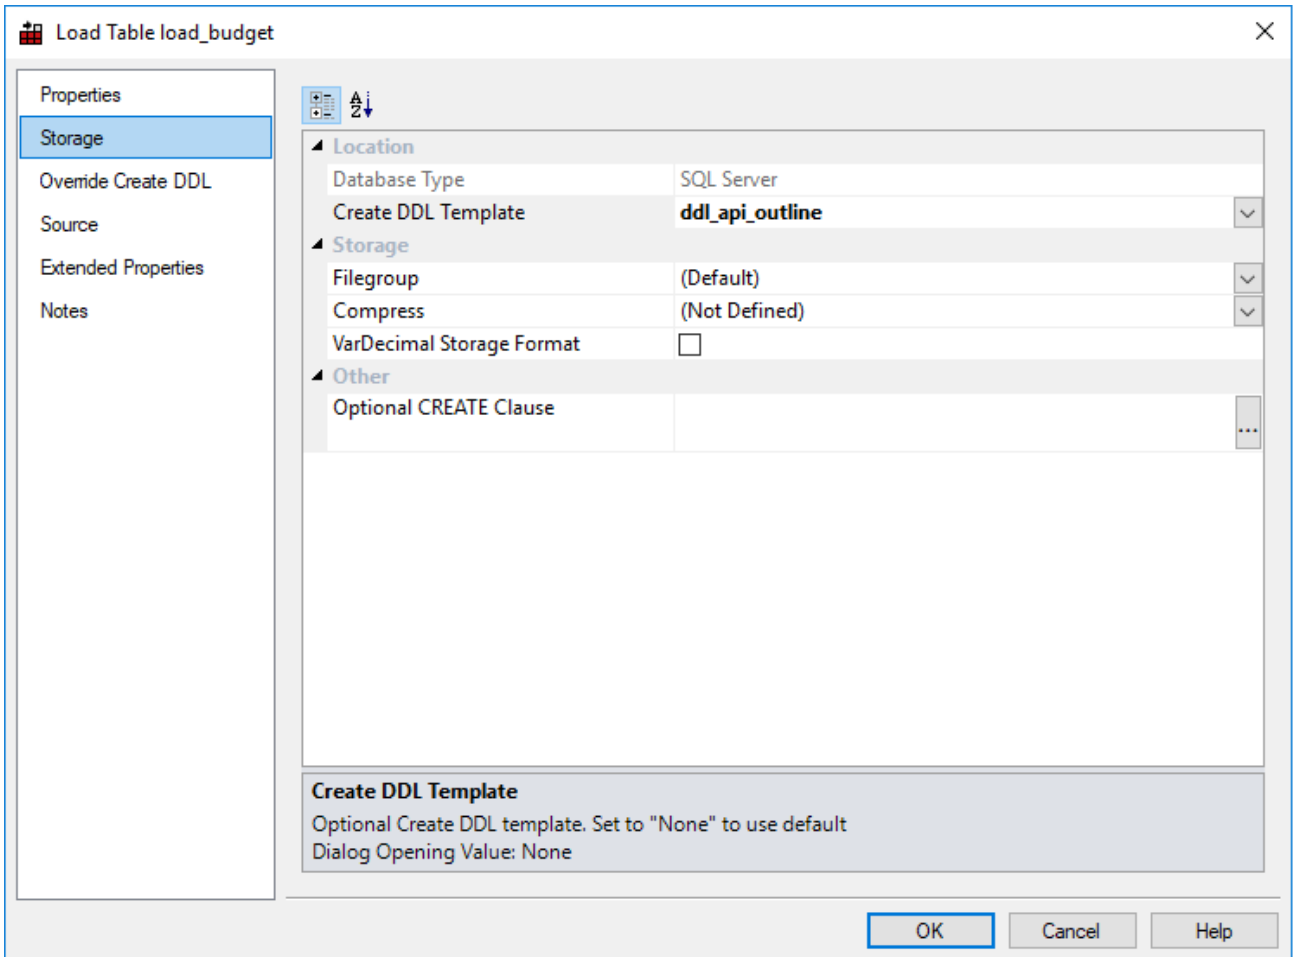 Load Table load_budget
Properties
Storage
Override Create DDL
Source
Extended Properties
Notes
Location
Database Type SQL Server
Create DDL Template ddl_api_outline
Storage
Filegroup (Default)
Compress (Not Defined)
VarDecimal Storage Format
Other
Optional CREATE Clause ...
Create DDL Template
Optional Create DDL template. Set to "None" to use default
Dialog Opening Value: None
OK Cancel Help